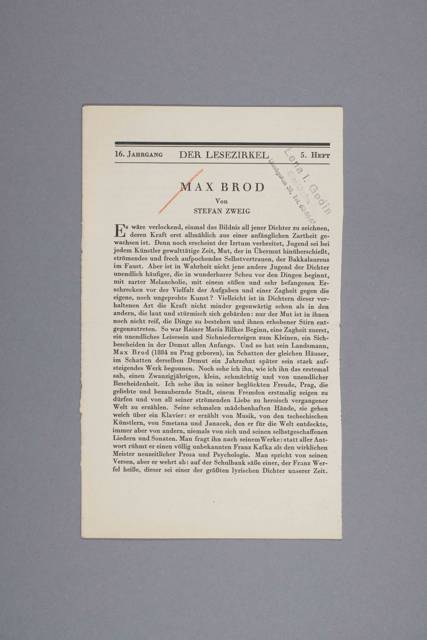 16. JAHRGANG DER LESEZIRKEL 5. HEFT
Lena I. Godin
MAX BROD
Von
STEFAN ZWEIG
Es wäre verlockend, einmal das Bildnis all jener Dichter zu zeichnen,
deren Kraft erst allmählich aus einer anfänglichen Zartheit ge-
wachsen ist. Denn noch erscheint der Irrtum verbreitet, Jugend sei bei
jedem Künstler gewalttätige Zeit, Mut, der in Übermut hinüberschießt,
strömendes und frech aufpochendes Selbstvertrauen, der Bakkalaureus
im Faust. Aber ist in Wahrheit nicht jene andere Jugend der Dichter
unendlich häufiger, die in wunderbarer Scheu vor den Dingen beginnt,
mit zarter Melancholie, mit einem süßen und sehr befangenen Er-
schrecken vor der Vielfalt der Aufgaben und einer Zagheit gegen die
eigene, noch ungeprobte Kunst? Vielleicht ist in Dichtern dieser ver-
haltenen Art die Kraft nicht minder gegenwärtig schon als in den
andern, die laut und stürmisch sich gebärden: nur der Mut ist in ihnen
noch nicht reif, die Dinge zu bestehen und ihnen erhobener Stirn ent-
gegenzutreten. So war Rainer Maria Rilkes Beginn, eine Zagheit zuerst,
ein unendliches Leisesein und Sichniederneigen zum Kleinen, ein Sich-
bescheiden in der Demut allen Anfangs. Und so hat sein Landsmann,
Max Brod (1884 zu Prag geboren), im Schatten der gleichen Häuser,
im Schatten derselben Demut ein Jahrzehnt später sein stark auf-
steigendes Werk begonnen. Noch sehe ich ihn, wie ich ihn das erstemal
sah, einen Zwanzigjährigen, klein, schmächtig und von unendlicher
Bescheidenheit. Ich sehe ihn in seiner beglückten Freude, Prag, die
geliebte und bezaubernde Stadt, einem Fremden erstmalig zeigen zu
dürfen und von all seiner strömenden Liebe zu heroisch vergangener
Welt zu erzählen. Seine schmalen mädchenhaften Hände, sie gehen
weich über ein Klavier: er erzählt von Musik, von den tschechischen
Künstlern, von Smetana und Janacek, den er für die Welt entdeckte,
immer aber von andern, niemals von sich und seinen selbstgeschaffenen
Liedern und Sonaten. Man fragt ihn nach seinem Werke: statt aller Ant-
wort rühmt er einen völlig unbekannten Franz Kafka als den wirklichen
Meister neuzeitlicher Prosa und Psychologie. Man spricht von seinen
Versen, aber er wehrt ab: auf der Schulbank säße einer, der Franz Wer-
fel heiße, dieser sei einer der größten lyrischen Dichter unserer Zeit.